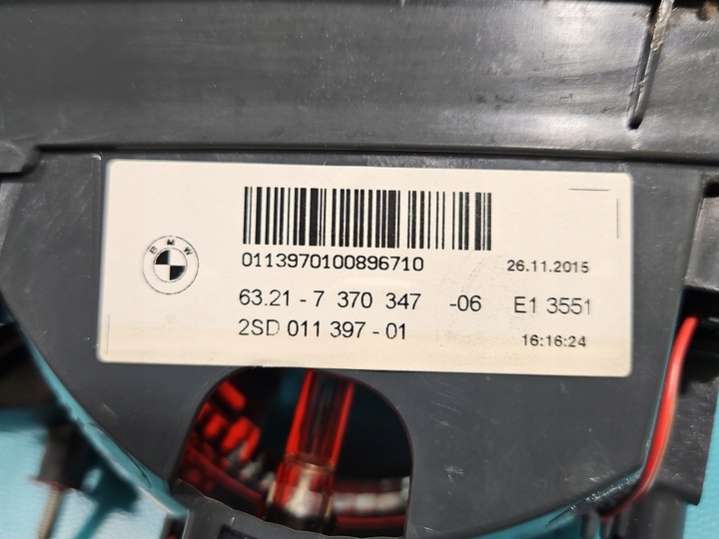 BMW
0113970100896710
26.11.2015
63.21 - 7 370 347 -06 E1 3551
2SD 011 397 - 01
16:16:24